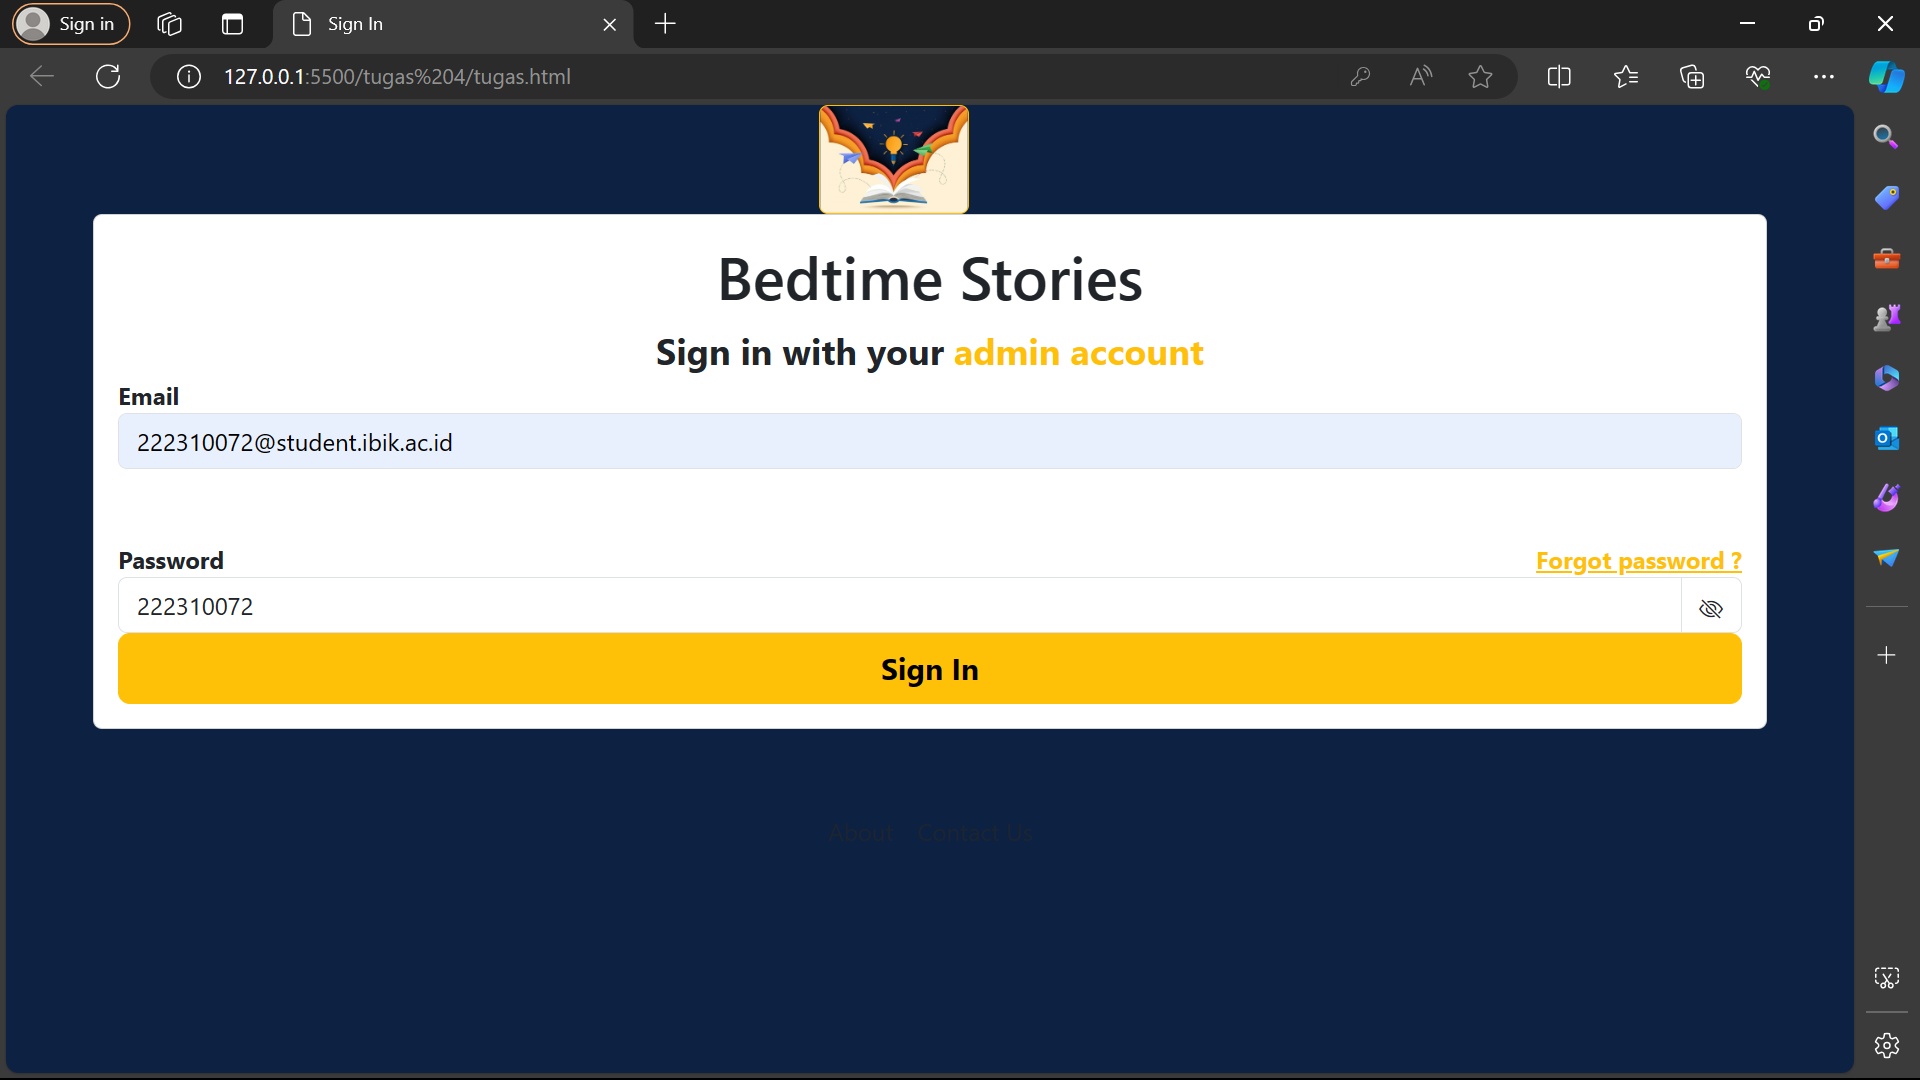 Sign in
Sign In
127.0.0.1:5500/tugas%204/tugas.html
Bedtime Stories
Sign in with your admin account
Email
222310072@student.ibik.ac.id
Password
Forgot password ?
222310072
Sign In
About
Contact Us